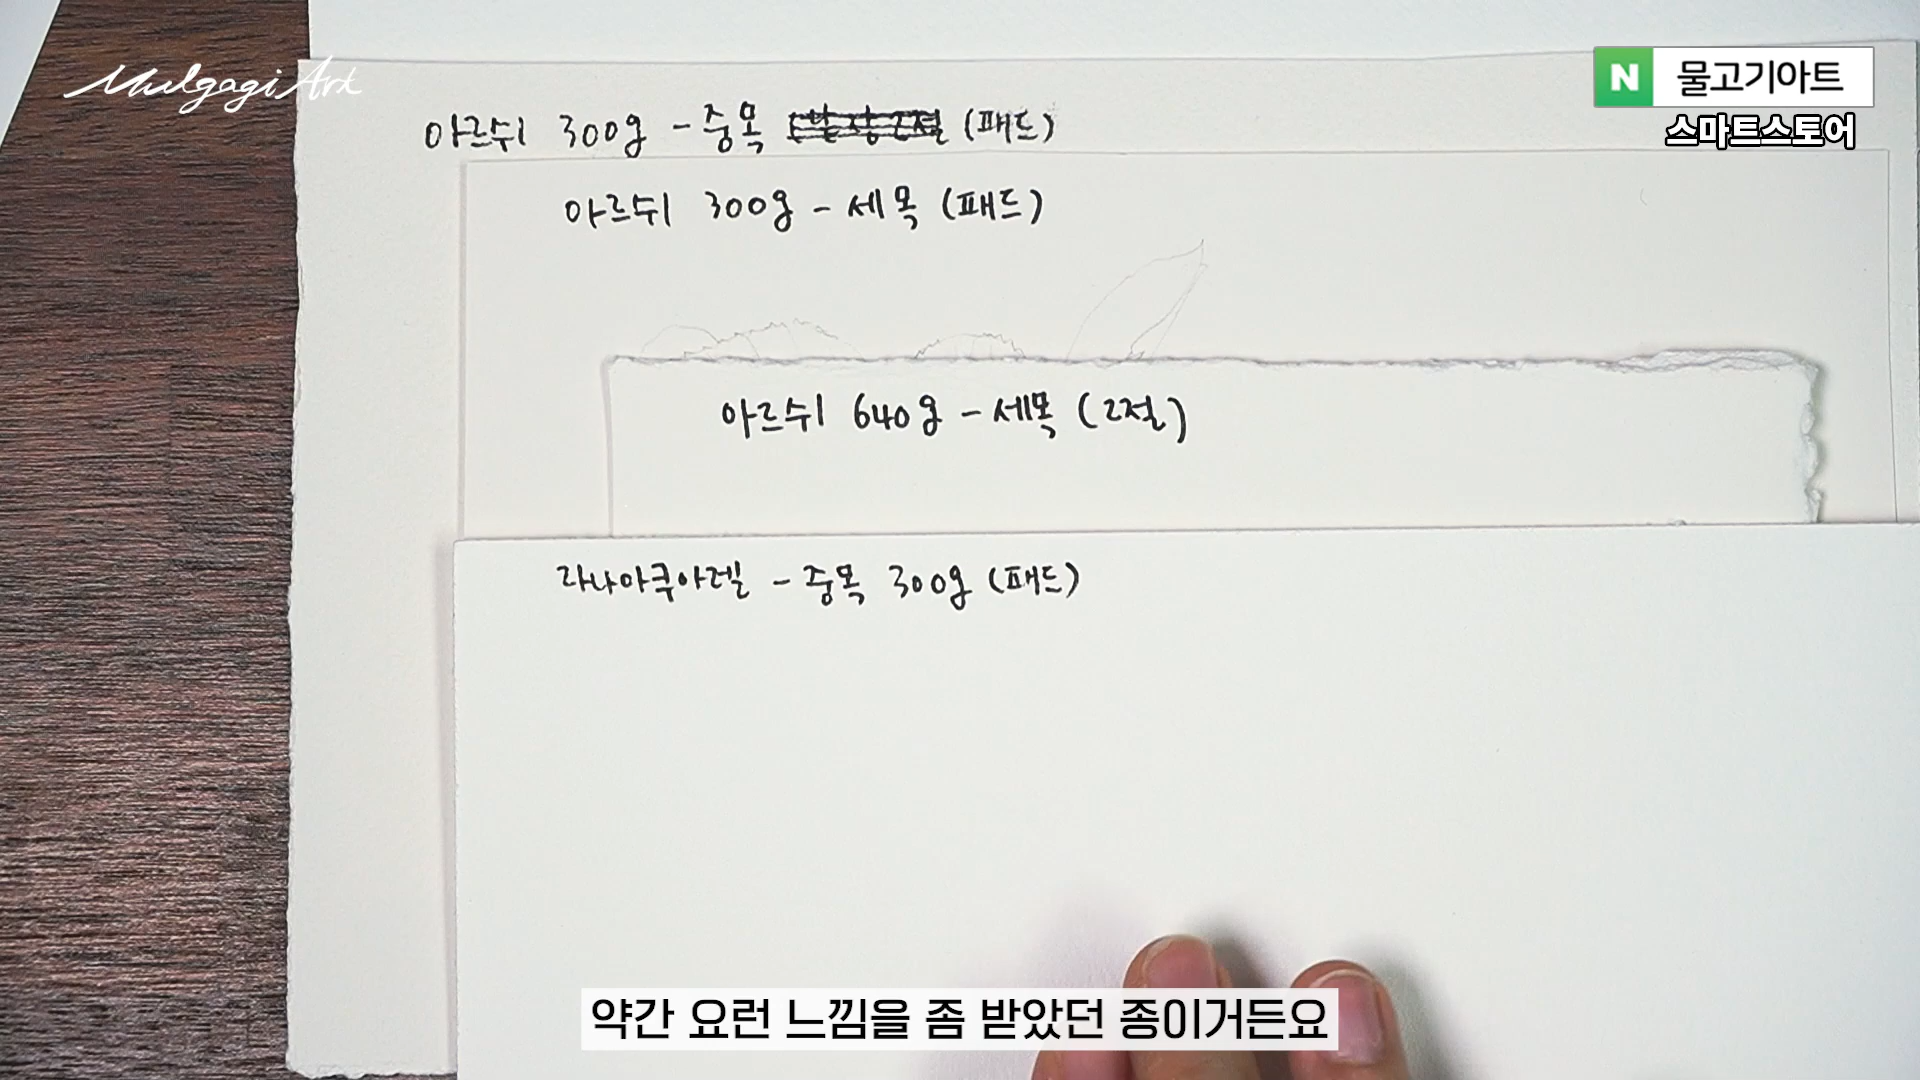 Mulgagi Art
N 물고기아트
스마트스토어
아르쉬 300g - 중목 (패드)
아르쉬 300g - 세목 (패드)
아르쉬 640g - 세목 (2절)
라나아쿠아렐 - 중목 300g (패드)
약간 요런 느낌을 좀 받았던 종이거든요